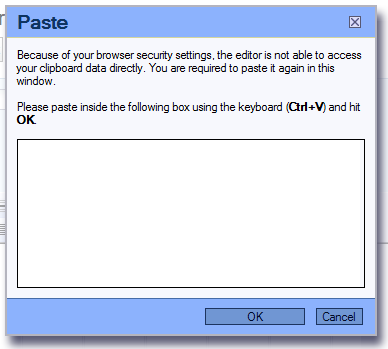 Paste
Because of your browser security settings, the editor is not able to access
your clipboard data directly. You are required to paste it again in this
window.
Please paste inside the following box using the keyboard (Ctrl+V) and hit
OK.
OK
Cancel